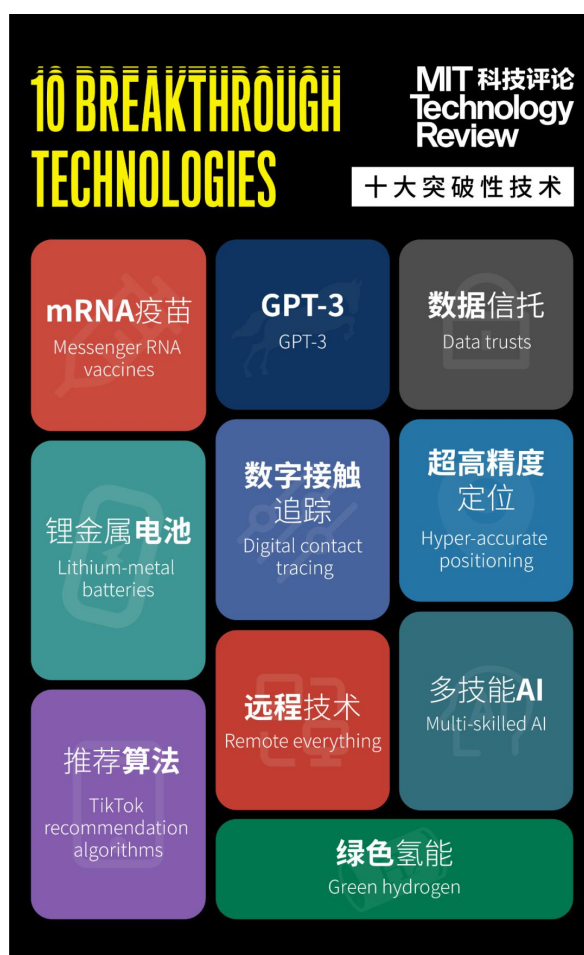 10 BREAKTHROUGH
TECHNOLOGIES
MIT 科技评论
Technology
Review
十大突破性技术
mRNA疫苗
Messenger RNA
vaccines
GPT-3
GPT-3
数据信托
Data trusts
锂金属电池
Lithium-metal
batteries
数字接触
追踪
Digital contact
tracing
超高精度
定位
Hyper-accurate
positioning
远程技术
Remote everything
多技能AI
Multi-skilled AI
推荐算法
TikTok
recommendation
algorithms
绿色氢能
Green hydrogen